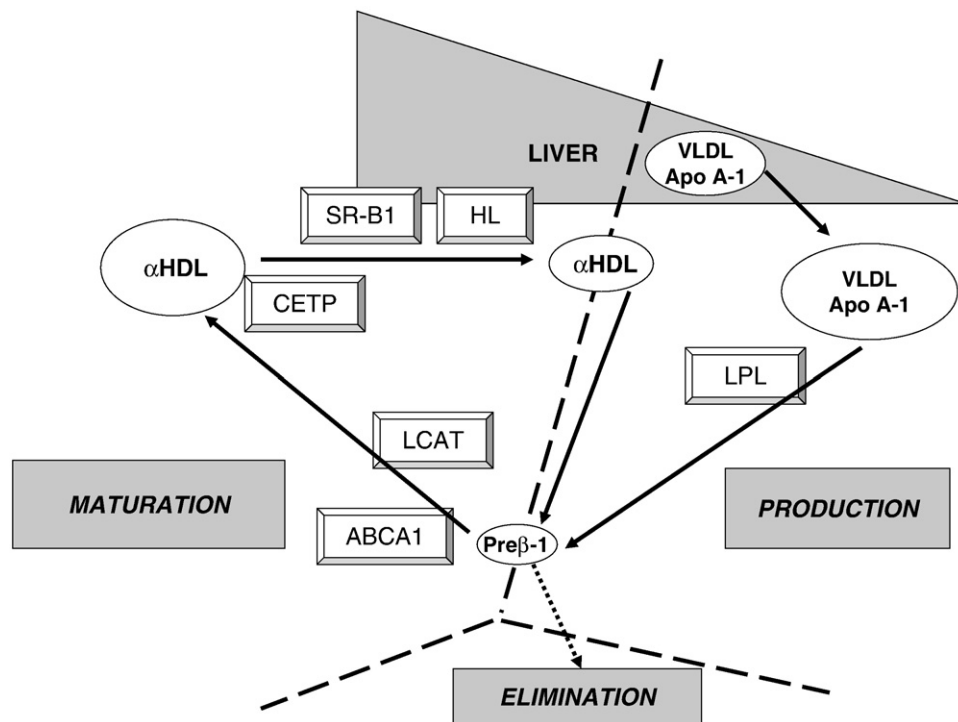 LIVER
VLDL
Apo A-1
SR-B1
HL
αHDL
αHDL
VLDL
Apo A-1
CETP
LPL
LCAT
MATURATION
PRODUCTION
ABCA1
Preβ-1
ELIMINATION